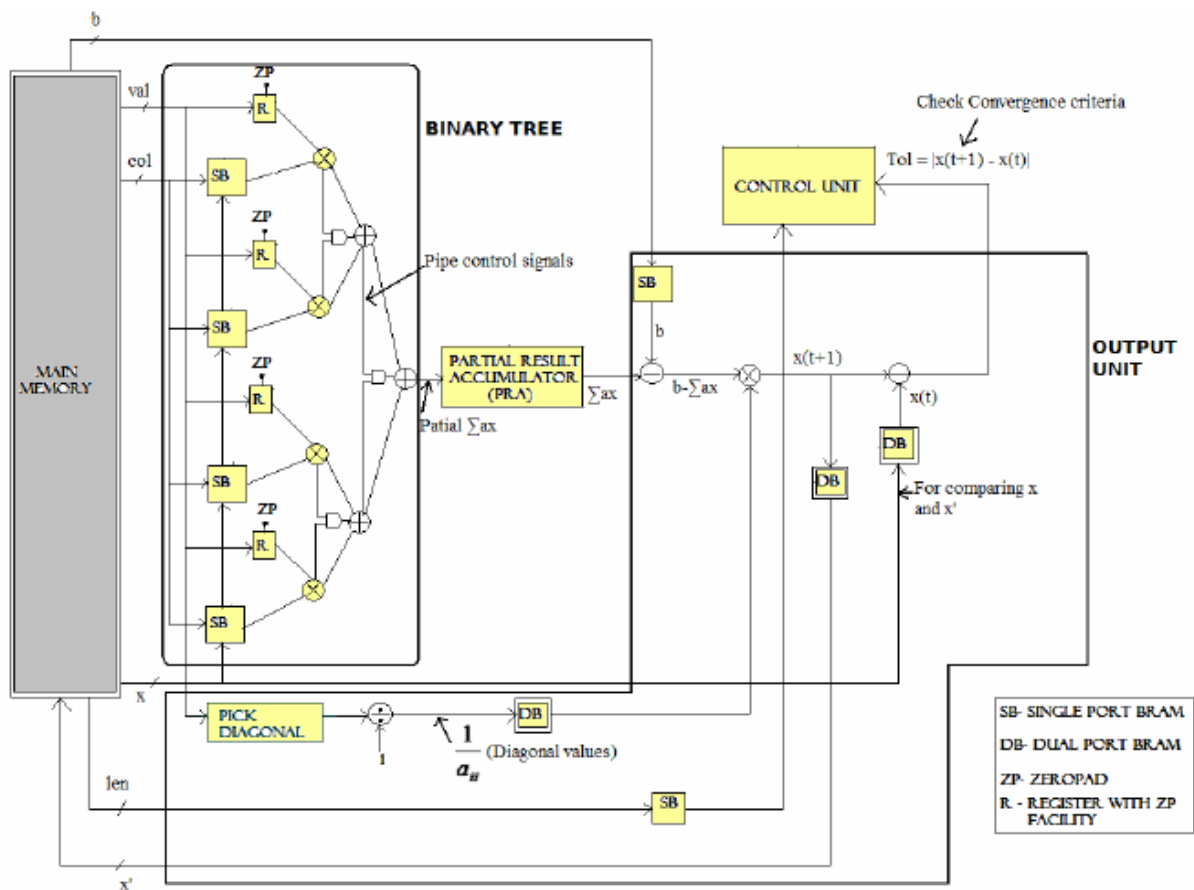 b
val
col
MAIN
MEMORY
ZP
R
SB
ZP
R
SB
ZP
R
SB
ZP
R
SB
BINARY TREE
Pipe control signals
PARTIAL RESULT
ACCUMULATOR
(PRA)
Patial ∑ax
∑ax
Check Convergence criteria
Tol = |x(t+1) - x(t)|
CONTROL UNIT
SB
b
b-∑ax
x(t+1)
x(t)
OUTPUT
UNIT
DB
DB
For comparing x
and x'
x
PICK
DIAGONAL
1
DB
1
aii (Diagonal values)
len
SB
x'
SB- SINGLE PORT BRAM
DB- DUAL PORT BRAM
ZP- ZEROPAD
R - REGISTER WITH ZP
FACILITY